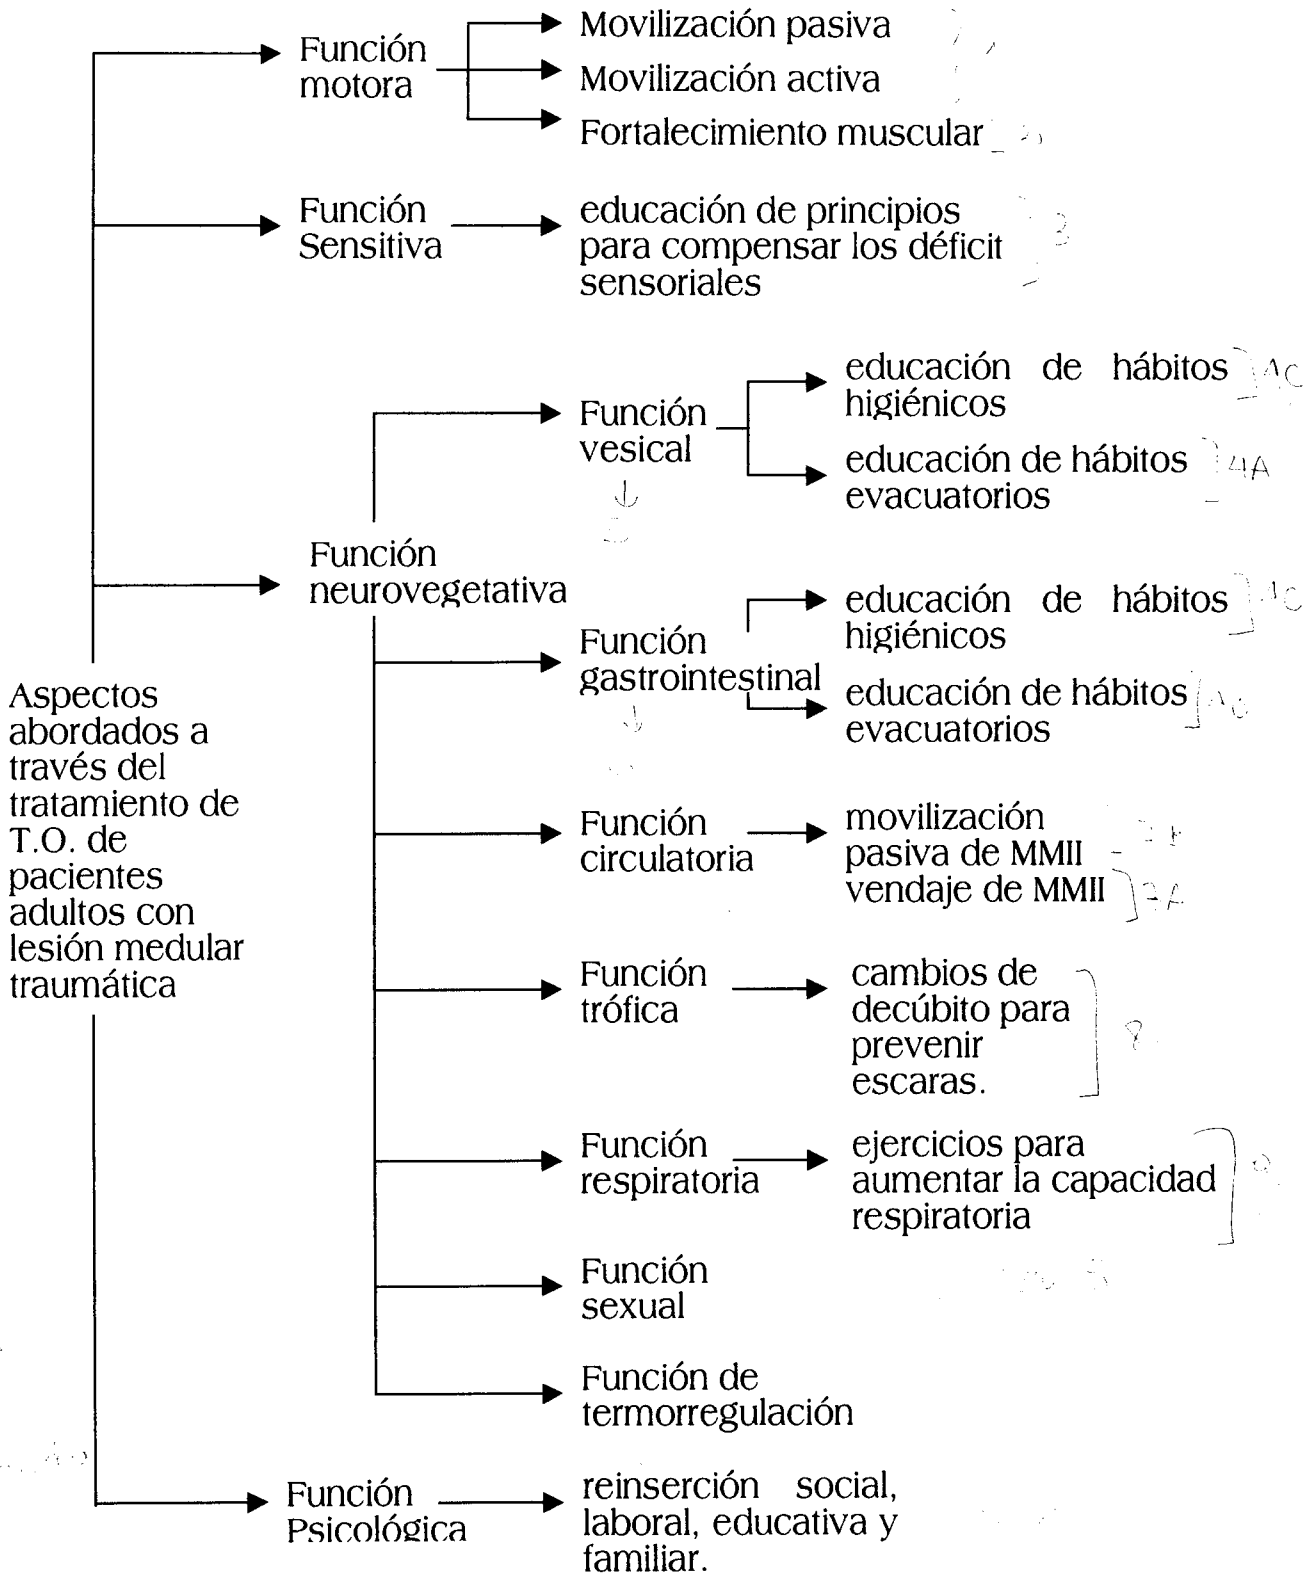 Función
motora
Movilización pasiva
Movilización activa
Fortalecimiento muscular
Función
Sensitiva
educación de principios
para compensar los déficit
sensoriales
Función
neurovegetativa
Función
vesical
educación de hábitos
higiénicos
1C
educación de hábitos
evacuatorios
4A
Función
gastrointestinal
educación de hábitos
higiénicos
educación de hábitos
evacuatorios
Función
circulatoria
movilización
pasiva de MMII
vendaje de MMII
7A
Función
trófica
cambios de
decúbito para
prevenir
escaras.
8
Función
respiratoria
ejercicios para
aumentar la capacidad
respiratoria
Función
sexual
Función de
termorregulación
Aspectos
abordados a
través del
tratamiento de
T.O. de
pacientes
adultos con
lesión medular
traumática
Función
Psicológica
reinserción social,
laboral, educativa y
familiar.